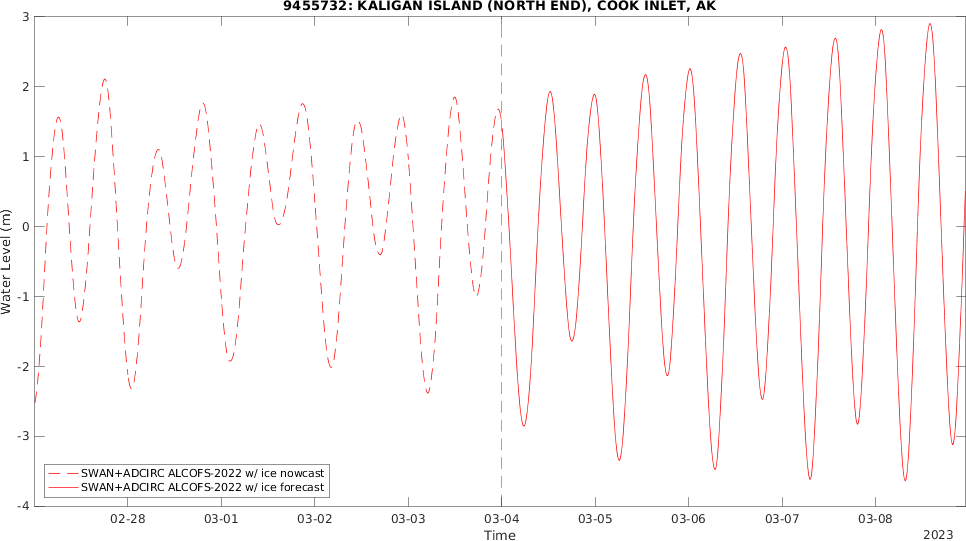 9455732: KALIGAN ISLAND (NORTH END), COOK INLET, AK
3
2
1
0
-1
-2
-3
-4
Water Level (m)
SWAN+ADCIRC ALCOFS-2022 w/ ice nowcast
SWAN+ADCIRC ALCOFS-2022 w/ ice forecast
02-28 03-01 03-02 03-03 03-04 03-05 03-06 03-07 03-08
Time
2023